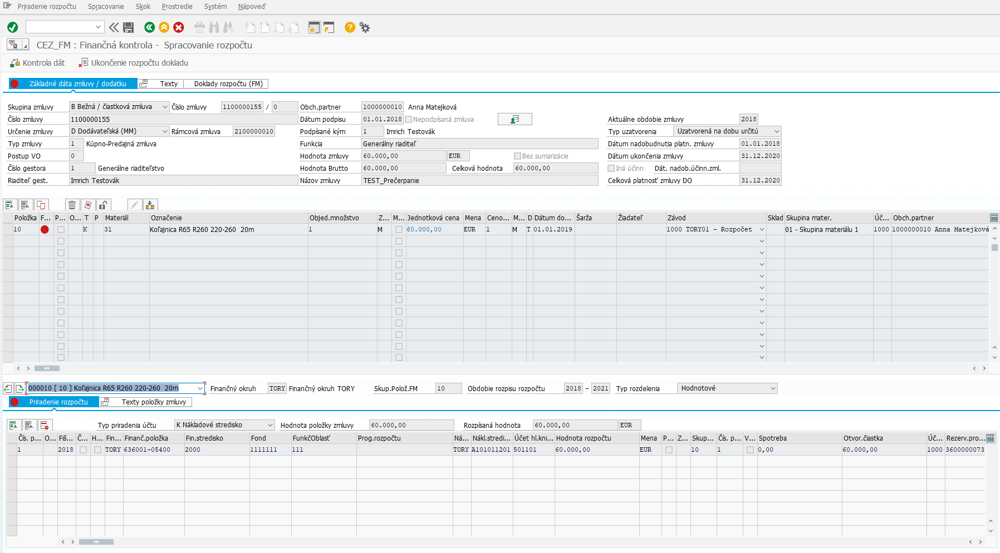 Priradenie rozpočtu Spracovanie Skok Prostredie Systém Nápoveď
CEZ_FM : Finančná kontrola - Spracovanie rozpočtu
Kontrola dát Ukončenie rozpočtu dokladu
Základné dáta zmluvy / dodatku Texty Doklady rozpočtu (FM)
Skupina zmluvy B Bežná / čiastková zmluva Číslo zmluvy 1100000155 / 0 Obch.partner 1000000010 Anna Matejková
Číslo zmluvy 1100000155 Dátum podpisu 01.01.2018 Nepodpísaná zmluva Aktuálne obdobie zmluvy 2018
Určenie zmluvy D Dodávateľská (MM) Rámcová zmluva 2100000010 Podpísané kým 1 Imrich Testovák Typ uzatvorenia Uzatvorená na dobu určitú
Typ zmluvy 1 Kúpno-Predajná zmluva Funkcia Generálny riaditeľ Dátum nadobudnutia platn. zmluvy 01.01.2018
Postup VO 0 Hodnota zmluvy 60.000,00 EUR Bez sumarizácie Dátum ukončenia zmluvy 31.12.2020
Číslo gestora 1 Generálne riaditeľstvo Hodnota Brutto 60.000,00 Celková hodnota 60.000,00 Iná účinn Dát. nadob.účinn.zml.
Riaditeľ gest. Imrich Testovák Názov zmluvy TEST_Prečerpanie Celková platnosť zmluvy DO 31.12.2020
Položka F... P... O... T P Materiál Označenie Objed.množstvo Z... M... Jednotková cena Mena Ceno... M... D Dátum do... Šarža Žiadateľ Závod Sklad Skupina mater. Úč... Obch.partner
10 K 31 Koľajnica R65 R260 220-260 20m 1 M 60.000,00 EUR 1 M T 01.01.2019 1000 TORY01 - Rozpočet 01 - Skupina materiálu 1 1000 1000000010 Anna Matejková
000010 [ 10 ] Koľajnica R65 R260 220-260 20m Finančný okruh TORY Finančný okruh TORY Skup.Polož.FM 10 Obdobie rozpisu rozpočtu 2018 - 2021 Typ rozdelenia Hodnotové
Priradenie rozpočtu Texty položky zmluvy
Typ priradenia účtu K Nákladové stredisko Hodnota položky zmluvy 60.000,00 Rozpísaná hodnota 60.000,00 EUR
Čís. p... O... Fiš... Č... H... Fin... Finanč.položka Fin.stredisko Fond FunkčOblasť Prog.rozpočtu Ná... Nákl.stredi... Účet hl.kni... Hodnota rozpočtu Mena P... Z... Skup... Čís. p... V... Spotreba Otvor.čiastka Úč... Rezerv.pro...
1 2018 TORY 636001-05400 2000 1111111 111 TORY A101011201 501101 60.000,00 EUR 10 1 0,00 60.000,00 1000 3600000073